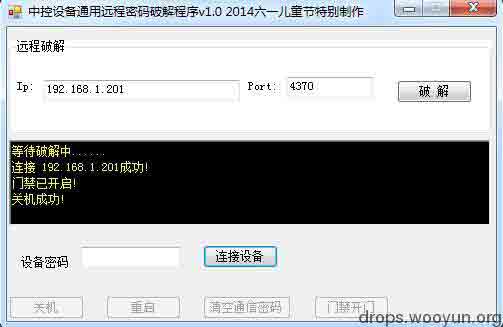 中控设备通用远程密码破解程序v1.0 2014六一儿童节特别制作
远程破解
Ip: 192.168.1.201 Port: 4370 破 解
等待破解中......
连接 192.168.1.201成功!
门禁已开启!
关机成功!
设备密码 连接设备
关机 重启 清空通信密码 门禁开门
drops.wooyun.org